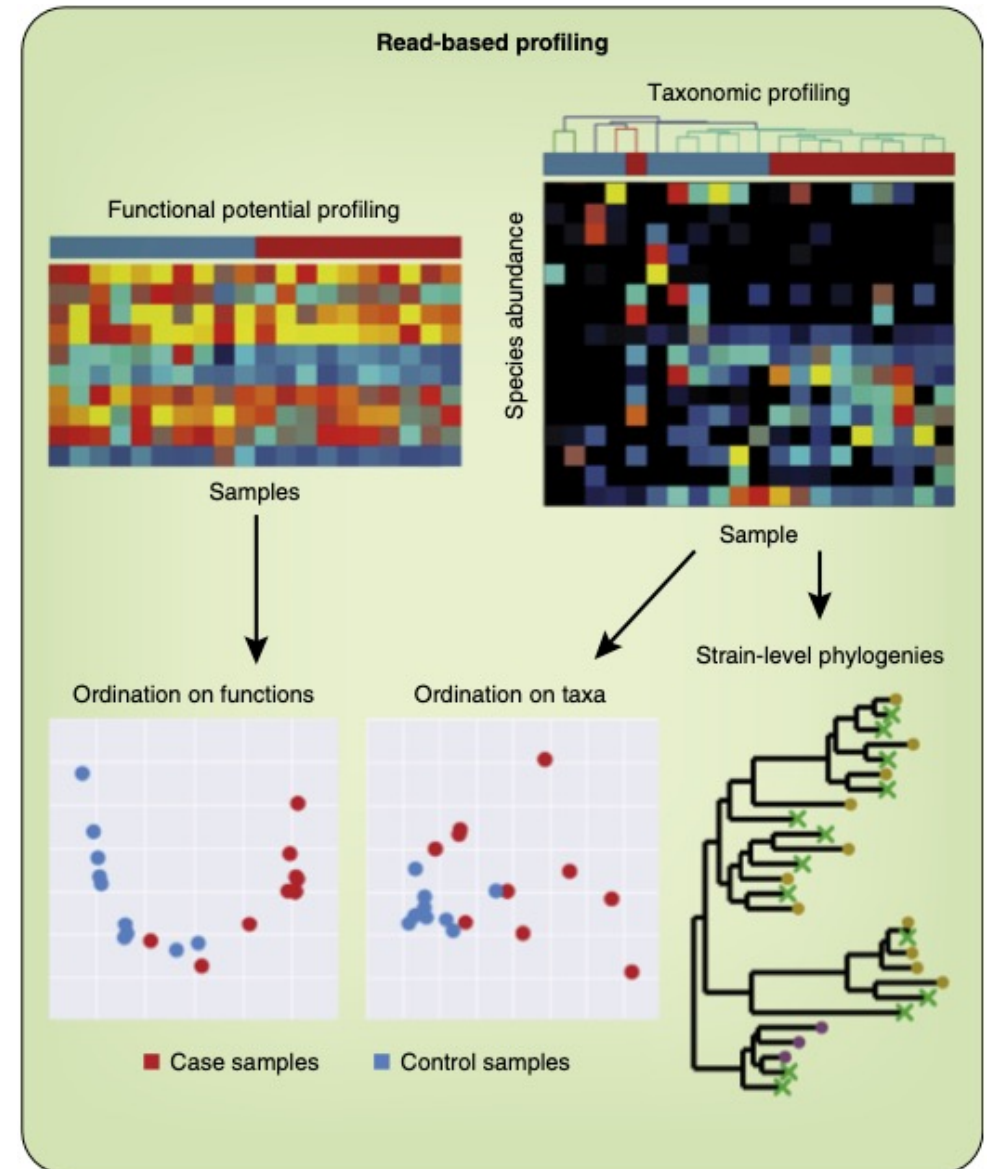 Read-based profiling
Taxonomic profiling
Functional potential profiling
Species abundance
Samples
Sample
Strain-level phylogenies
Ordination on functions
Ordination on taxa
Case samples
Control samples